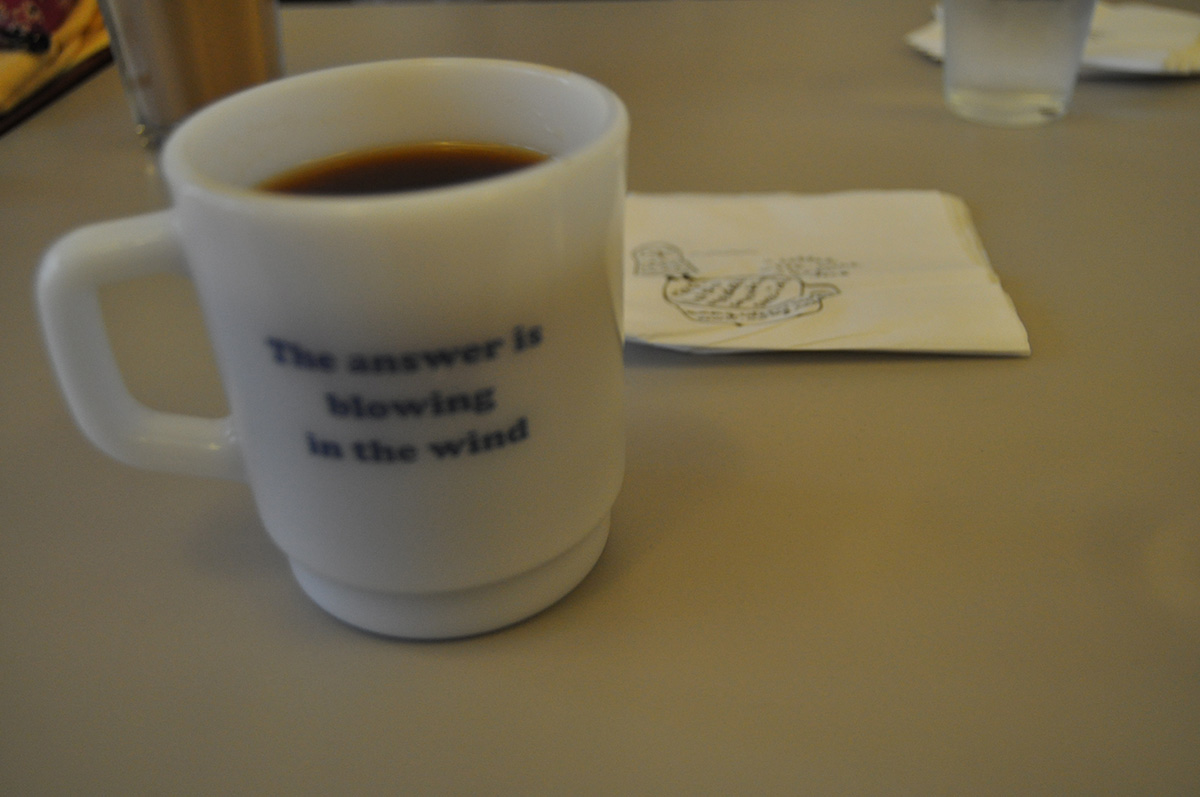 The answer is
blowing
in the wind